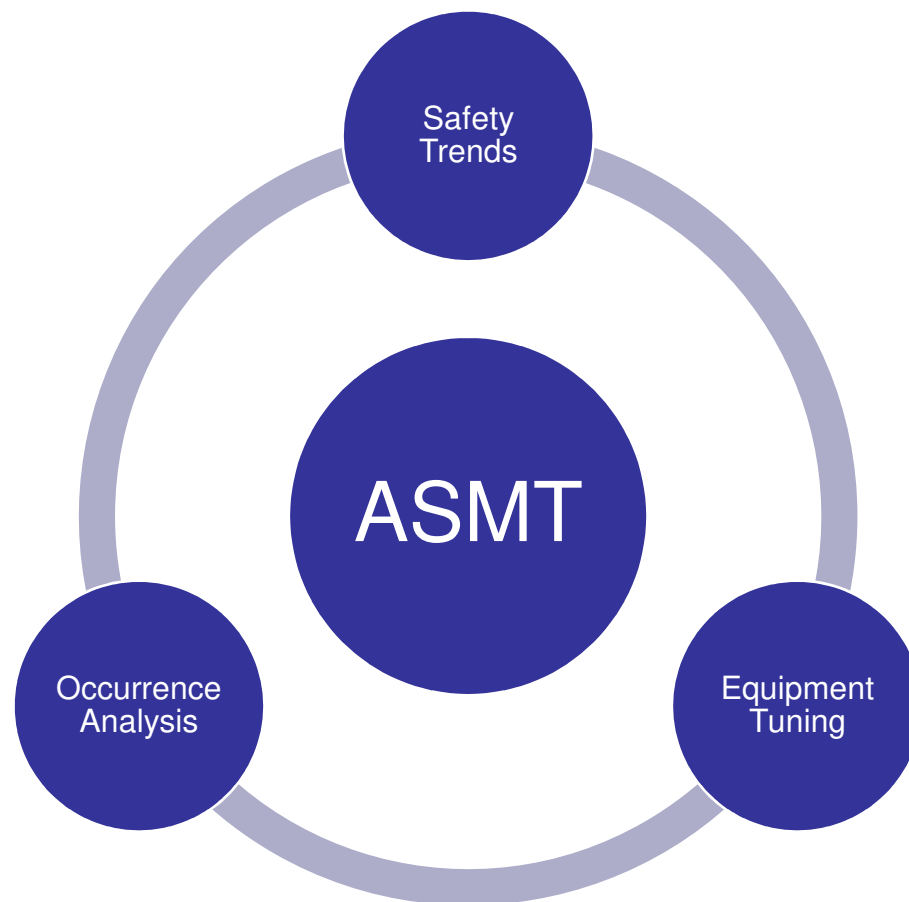 Safety
Trends
ASMT
Occurrence
Analysis
Equipment
Tuning